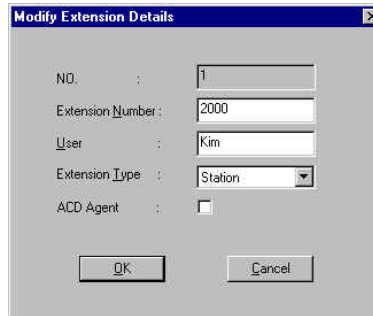 Modify Extension Details
NO. : 1
Extension Number : 2000
User : Kim
Extension Type : Station
ACD Agent :
OK Cancel